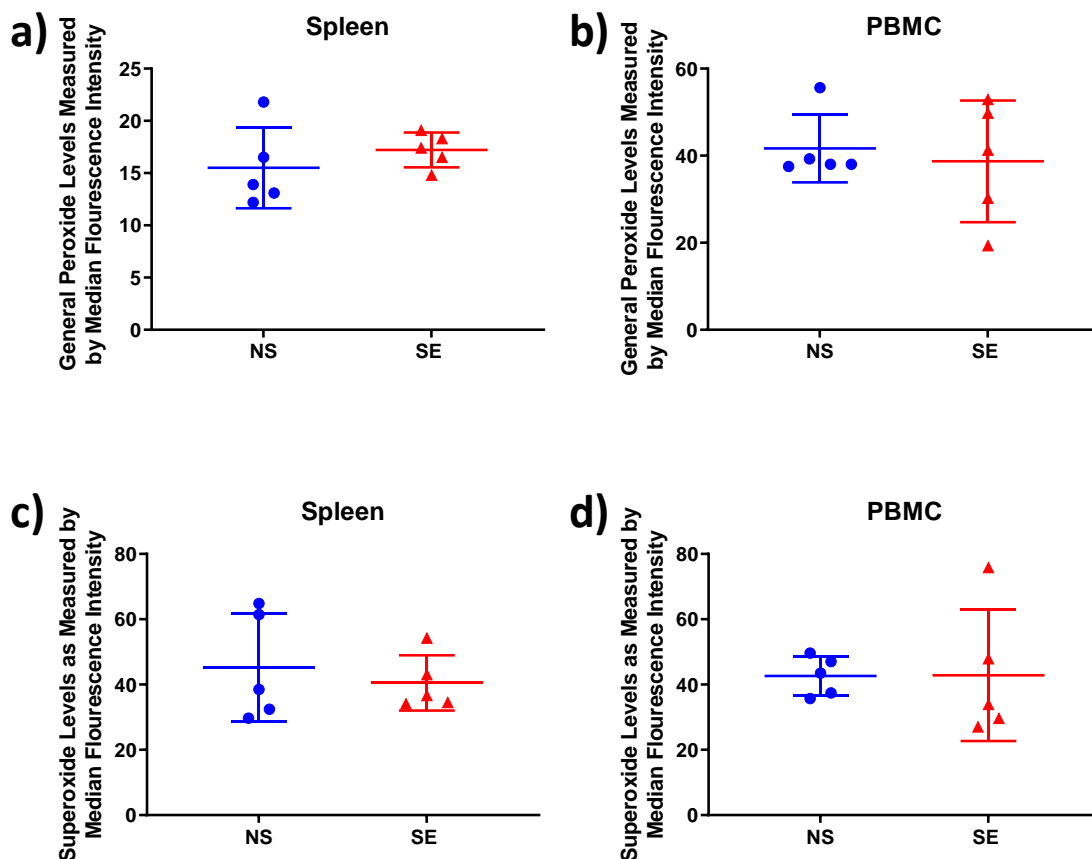 a)
Spleen
General Peroxide Levels Measured
by Median Flourescence Intensity
25
20
15
10
5
0
NS
SE
b)
PBMC
General Peroxide Levels Measured
by Median Flourescence Intensity
60
40
20
0
NS
SE
c)
Spleen
Superoxide Levels as Measured by
Median Flourescence Intensity
80
60
40
20
0
NS
SE
d)
PBMC
Superoxide Levels as Measured by
Median Flourescence Intensity
80
60
40
20
0
NS
SE